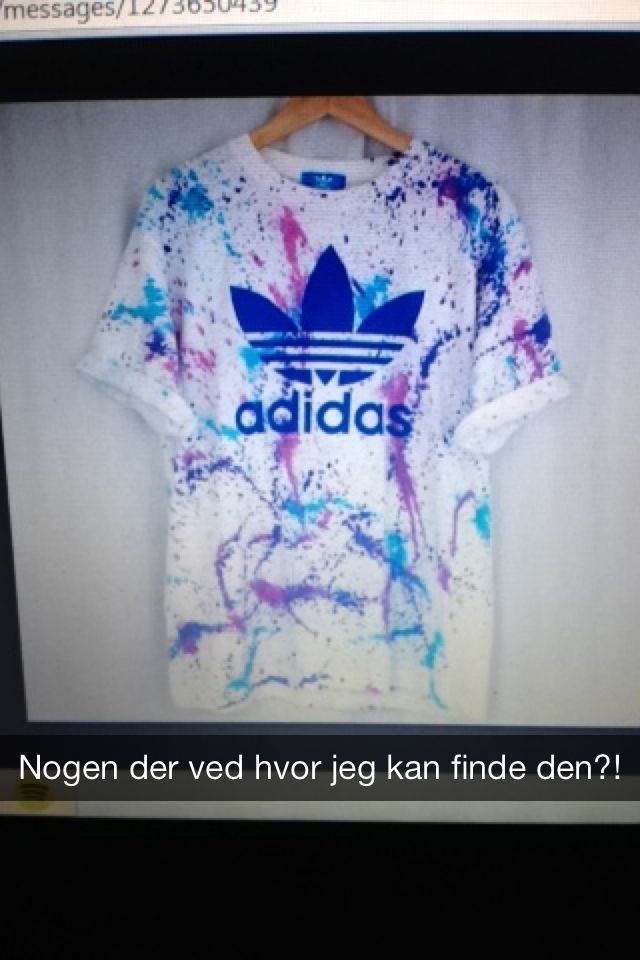 /messages/1273650439
adidas
Nogen der ved hvor jeg kan finde den?!